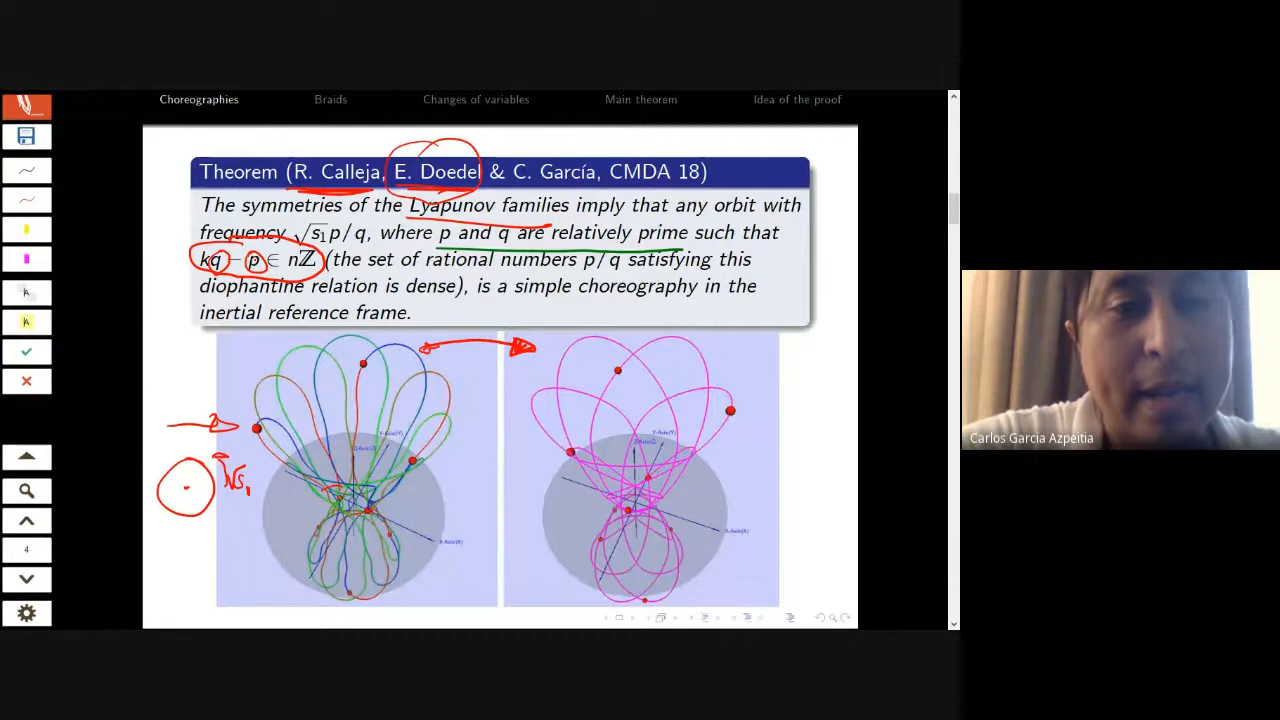 Choreographies Braids Changes of variables Main theorem Idea of the proof
Theorem (R. Calleja, E. Doedel & C. García, CMDA 18)
The symmetries of the Lyapunov families imply that any orbit with
frequency √s₁p/q, where p and q are relatively prime such that
kq − p ∈ nℤ (the set of rational numbers p/q satisfying this
diophantine relation is dense), is a simple choreography in the
inertial reference frame.
√s₁
4
Carlos Garcia Azpeitia